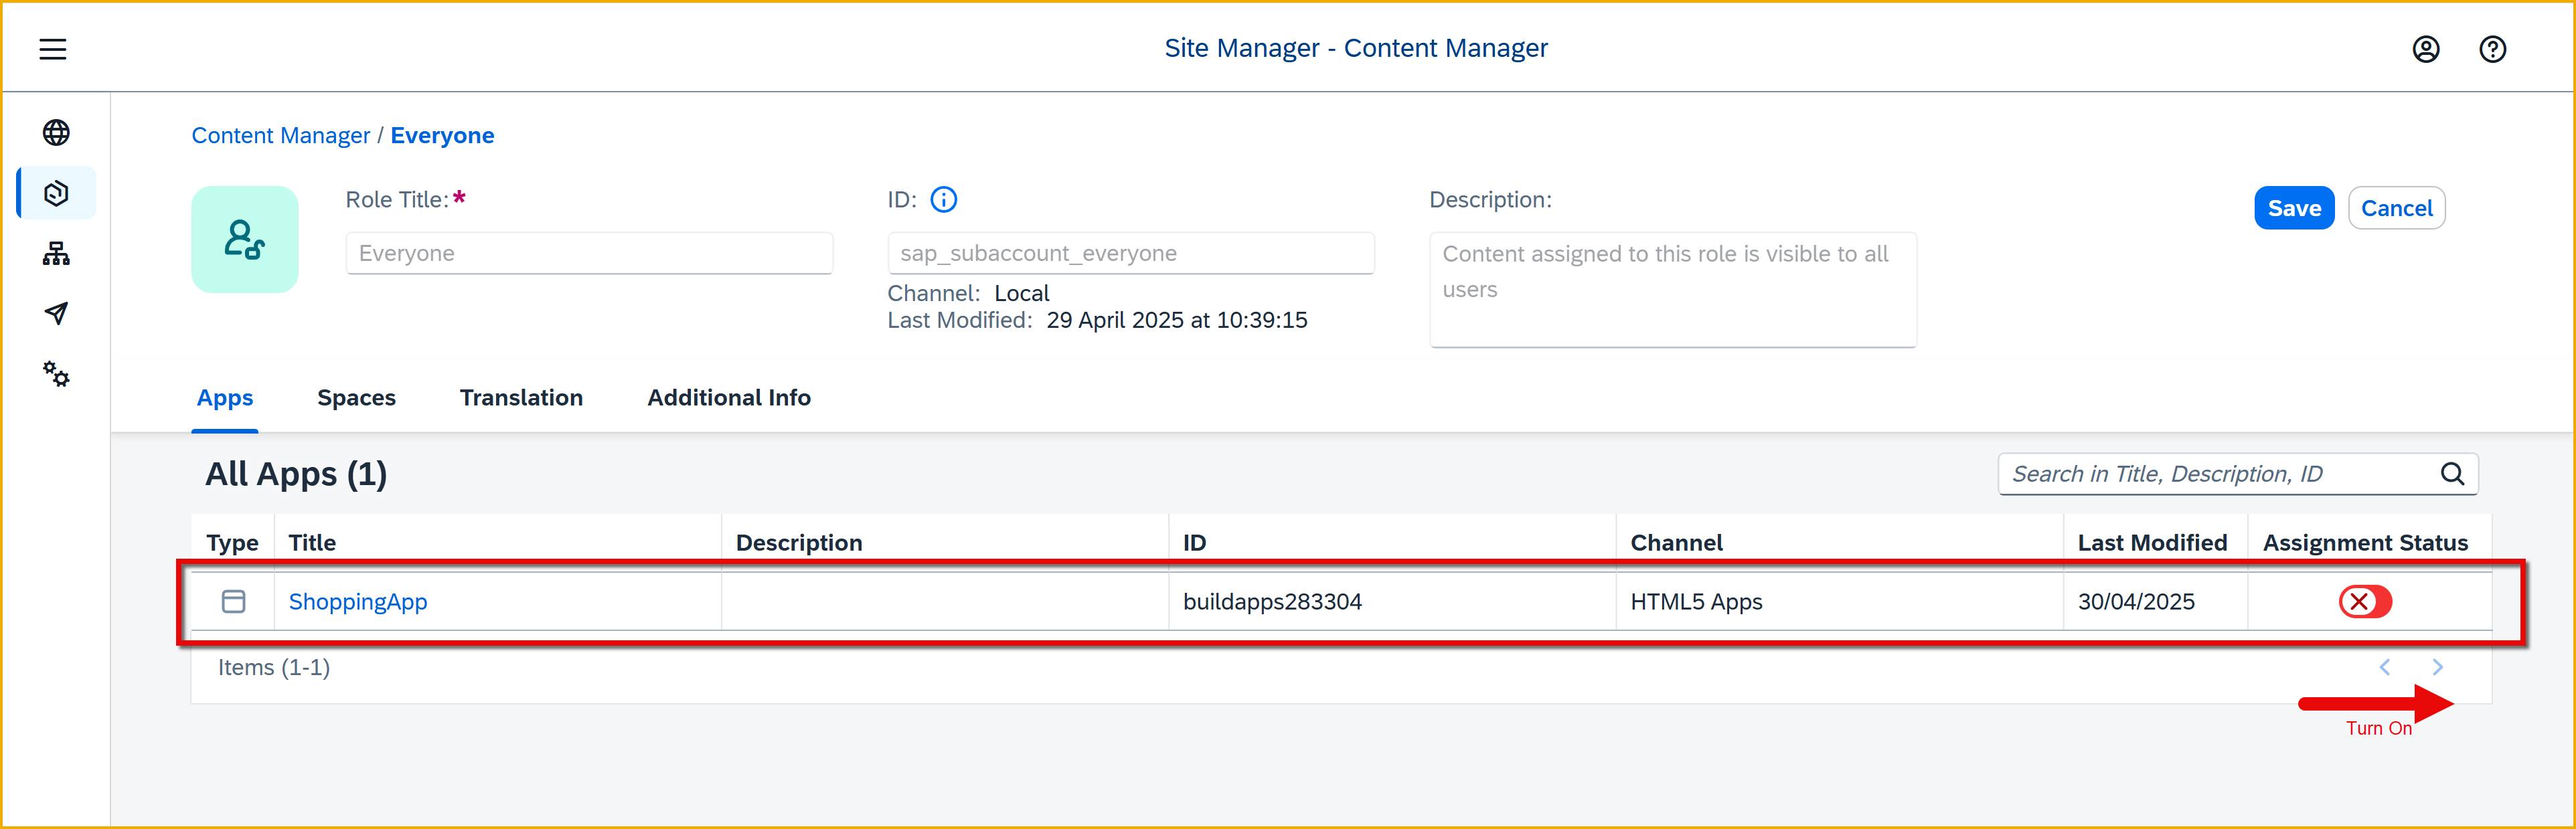 Site Manager - Content Manager
Content Manager / Everyone
Role Title:*
Everyone
ID:
sap_subaccount_everyone
Channel: Local
Last Modified: 29 April 2025 at 10:39:15
Description:
Content assigned to this role is visible to all
users
Save
Cancel
Apps
Spaces
Translation
Additional Info
All Apps (1)
Search in Title, Description, ID
Type Title Description ID Channel Last Modified Assignment Status
ShoppingApp buildapps283304 HTML5 Apps 30/04/2025
Items (1-1)
Turn On